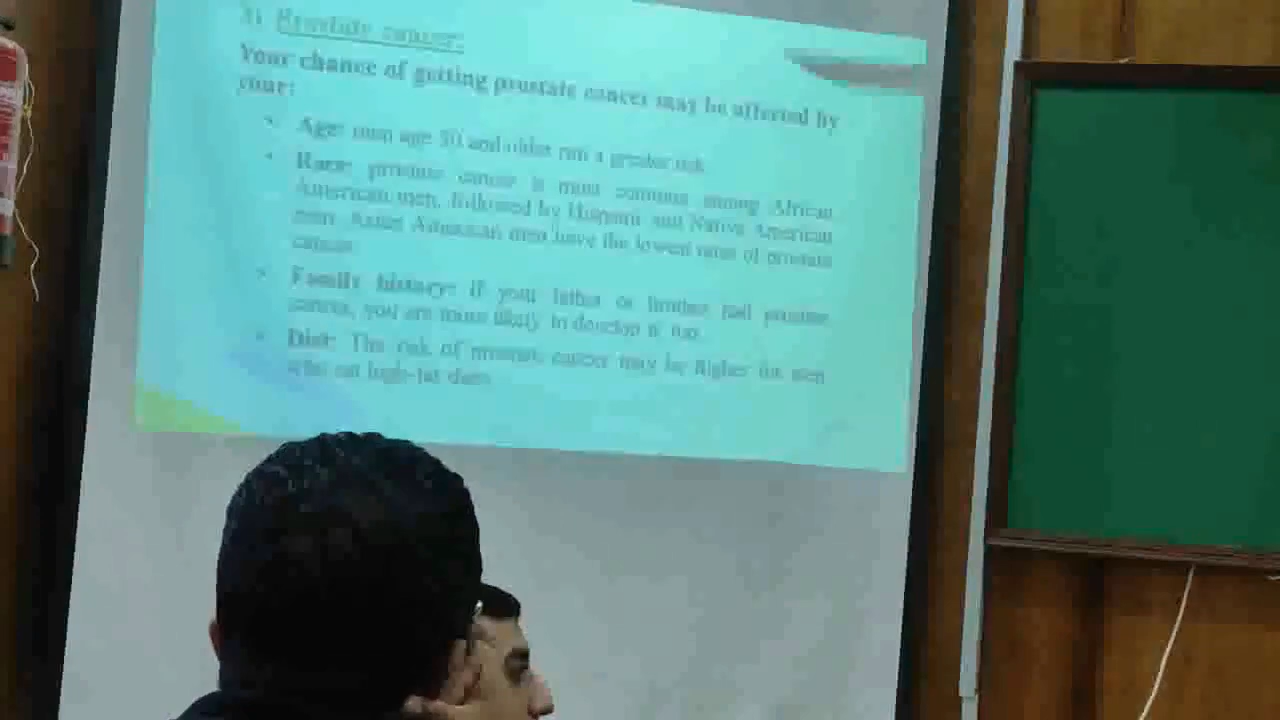 3) Prostate cancer:
Your chance of getting prostate cancer may be affected by
your:
• Age: men age 50 and older run a greater risk.
• Race: prostate cancer is most common among African
American men, followed by Hispanic and Native American
men. Asian American men have the lowest rates of prostate
cancer.
• Family history: if your father or brother had prostate
cancer, you are more likely to develop it too.
• Diet: The risk of prostate cancer may be higher for men
who eat high-fat diets.